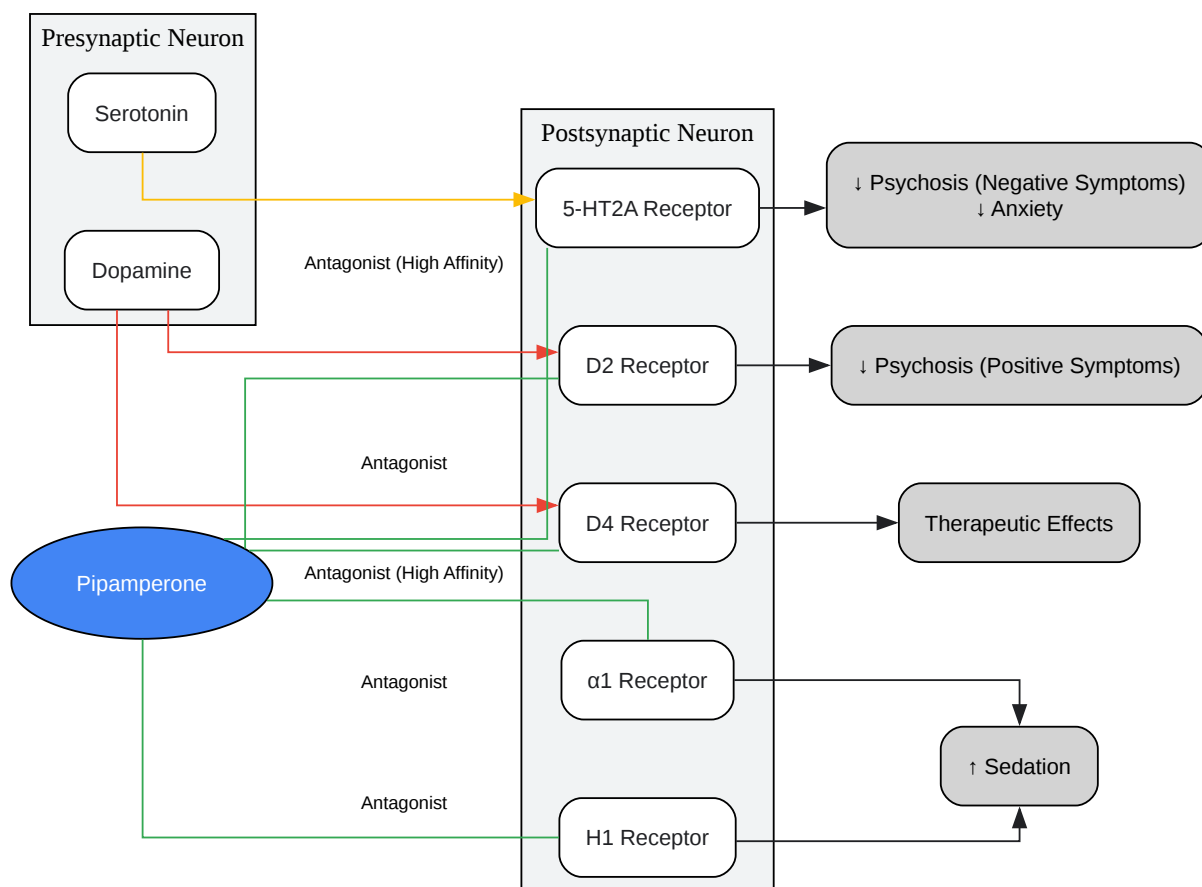 Presynaptic Neuron
Serotonin
Dopamine
Postsynaptic Neuron
5-HT2A Receptor
↓ Psychosis (Negative Symptoms)
↓ Anxiety
Antagonist (High Affinity)
D2 Receptor
↓ Psychosis (Positive Symptoms)
Antagonist
D4 Receptor
Therapeutic Effects
Pipamperone
Antagonist (High Affinity)
α1 Receptor
Antagonist
↑ Sedation
Antagonist
H1 Receptor